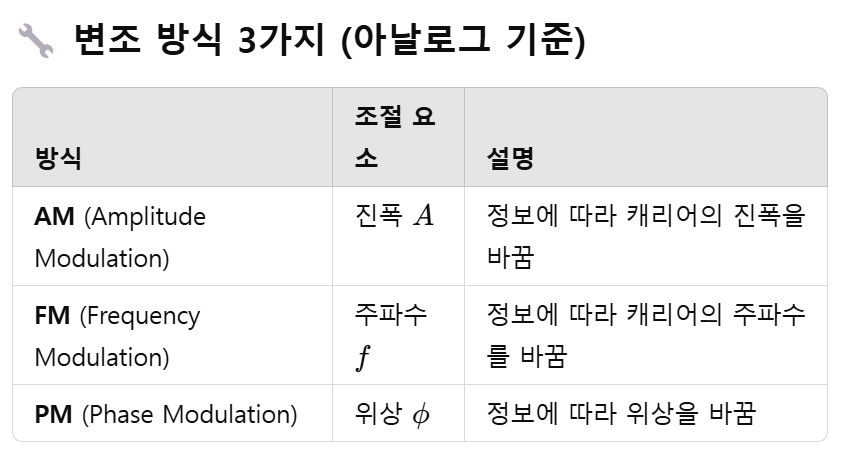 🔧 변조 방식 3가지 (아날로그 기준)
조절 요
방식 소 설명
AM (Amplitude 진폭 A 정보에 따라 캐리어의 진폭을
Modulation) 바꿈
FM (Frequency 주파수 정보에 따라 캐리어의 주파수
Modulation) f 를 바꿈
PM (Phase Modulation) 위상 ϕ 정보에 따라 위상을 바꿈